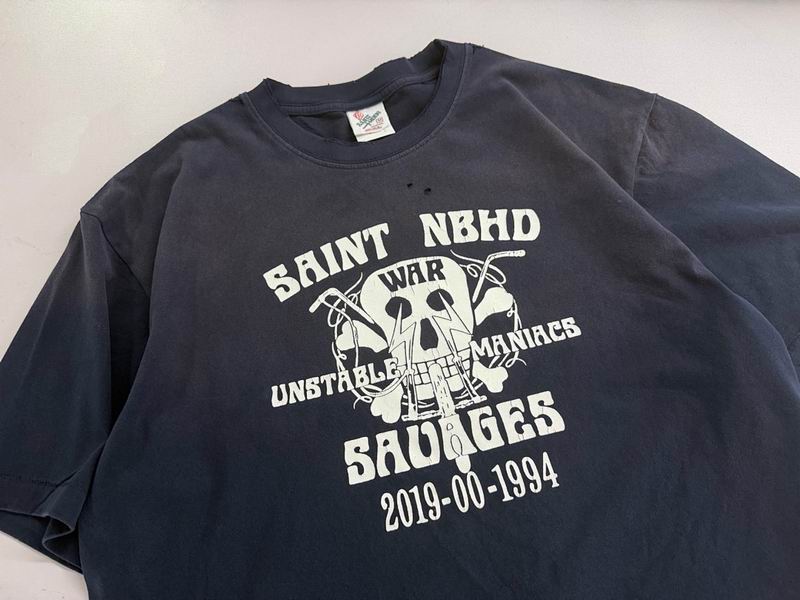 SAINT NBHD
WAR
UNSTABLE MANIACS
SAVAGES
2019-00-1994